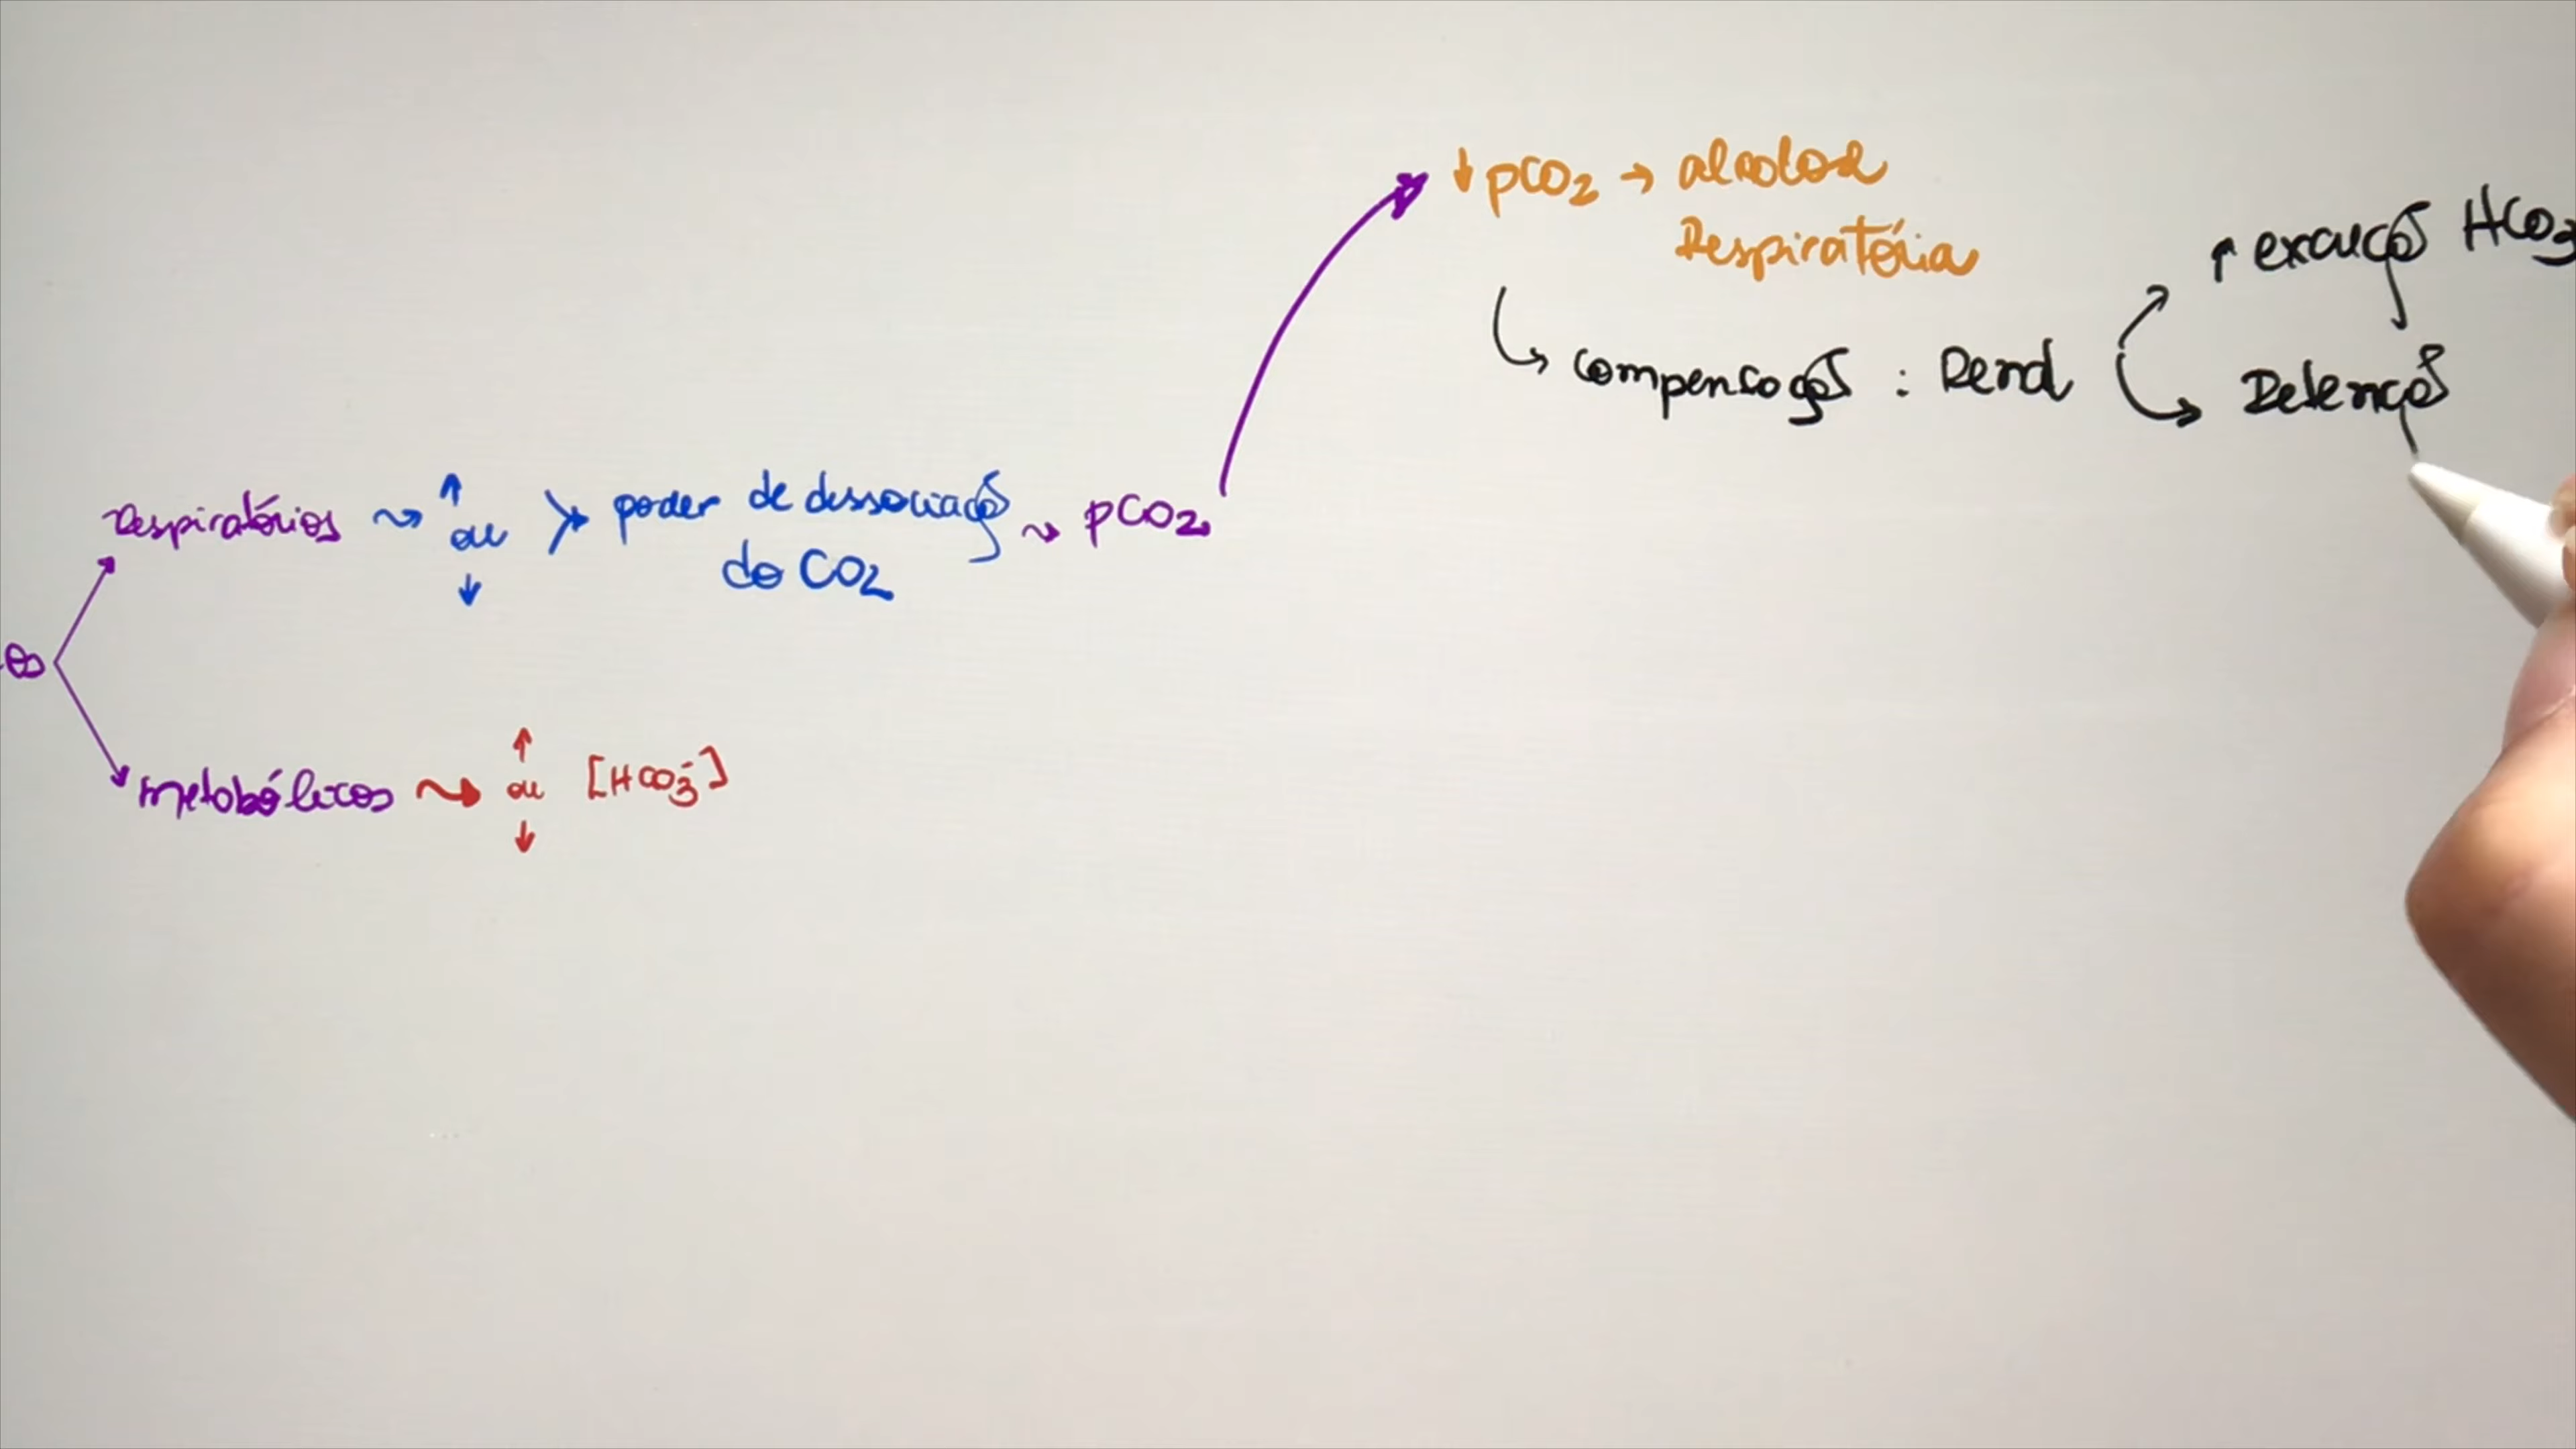 ↓ pCO2 → alcalose
Respiratória
↑ excreção HCO3
compensação : Renal
Retenção
Respiratórios ↑ ou ↓ poder de dissociação do CO2 → pCO2
metabólicos ↑ ou ↓ [HCO3-]